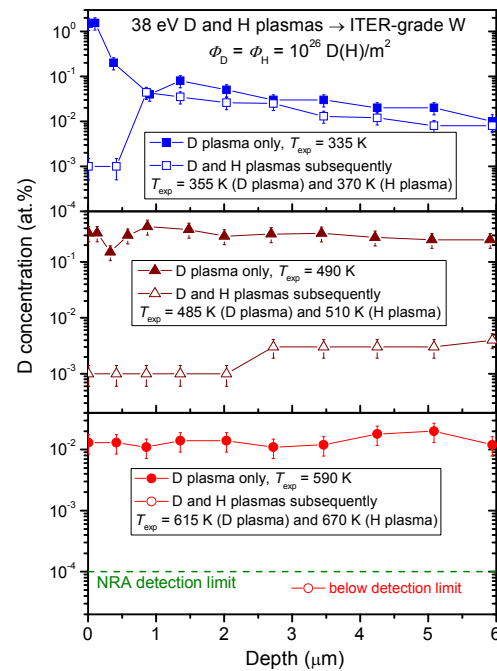 38 eV D and H plasmas → ITER-grade W
Φ_D = Φ_H = 10²⁶ D(H)/m²
D plasma only, T_exp = 335 K
D and H plasmas subsequently
T_exp = 355 K (D plasma) and 370 K (H plasma)
10⁰
10⁻¹
10⁻²
10⁻³
10⁻⁴
D plasma only, T_exp = 490 K
D and H plasmas subsequently
T_exp = 485 K (D plasma) and 510 K (H plasma)
10⁻¹
10⁻²
10⁻³
D concentration (at.%)
D plasma only, T_exp = 590 K
D and H plasmas subsequently
T_exp = 615 K (D plasma) and 670 K (H plasma)
10⁻²
10⁻³
10⁻⁴
10⁻⁵
NRA detection limit
below detection limit
0 1 2 3 4 5 6
Depth (μm)